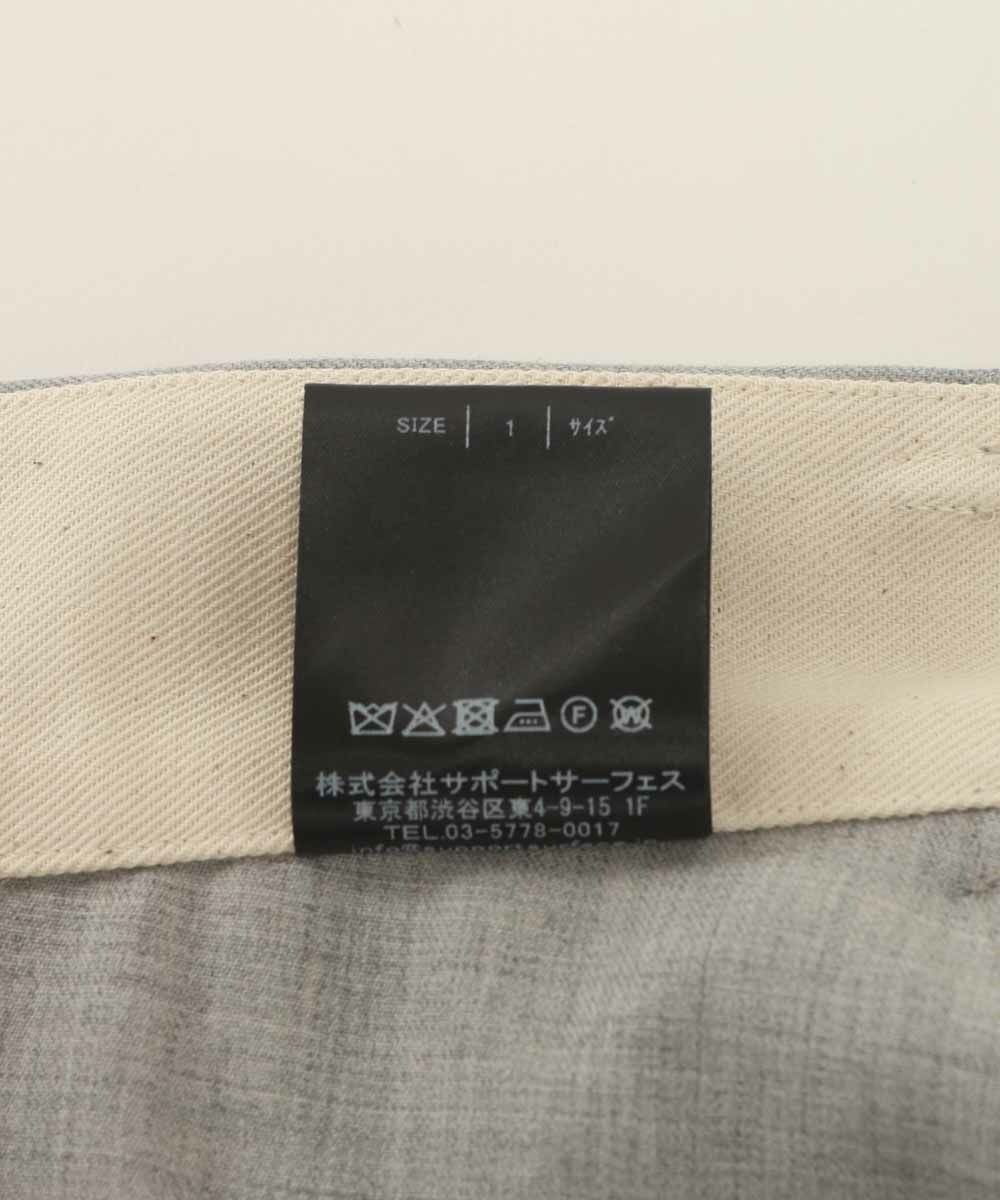 SIZE 1 サイズ
F W
株式会社サポートサーフェス
東京都渋谷区東4-9-15 1F
TEL.03-5778-0017